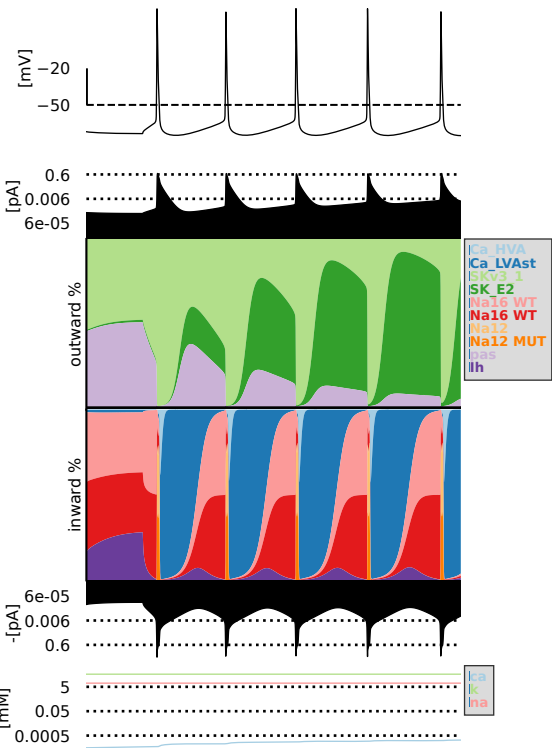 [mV]
−20
−50
[pA]
0.6
0.006
6e-05
outward %
Ca_HVA
Ca_LVAst
SKv3_1
SK_E2
Na16 WT
Na16 WT
Na12
Na12 MUT
pas
Ih
inward %
6e-05
0.006
0.6
-[pA]
ca
k
na
5
0.05
0.0005
[mM]